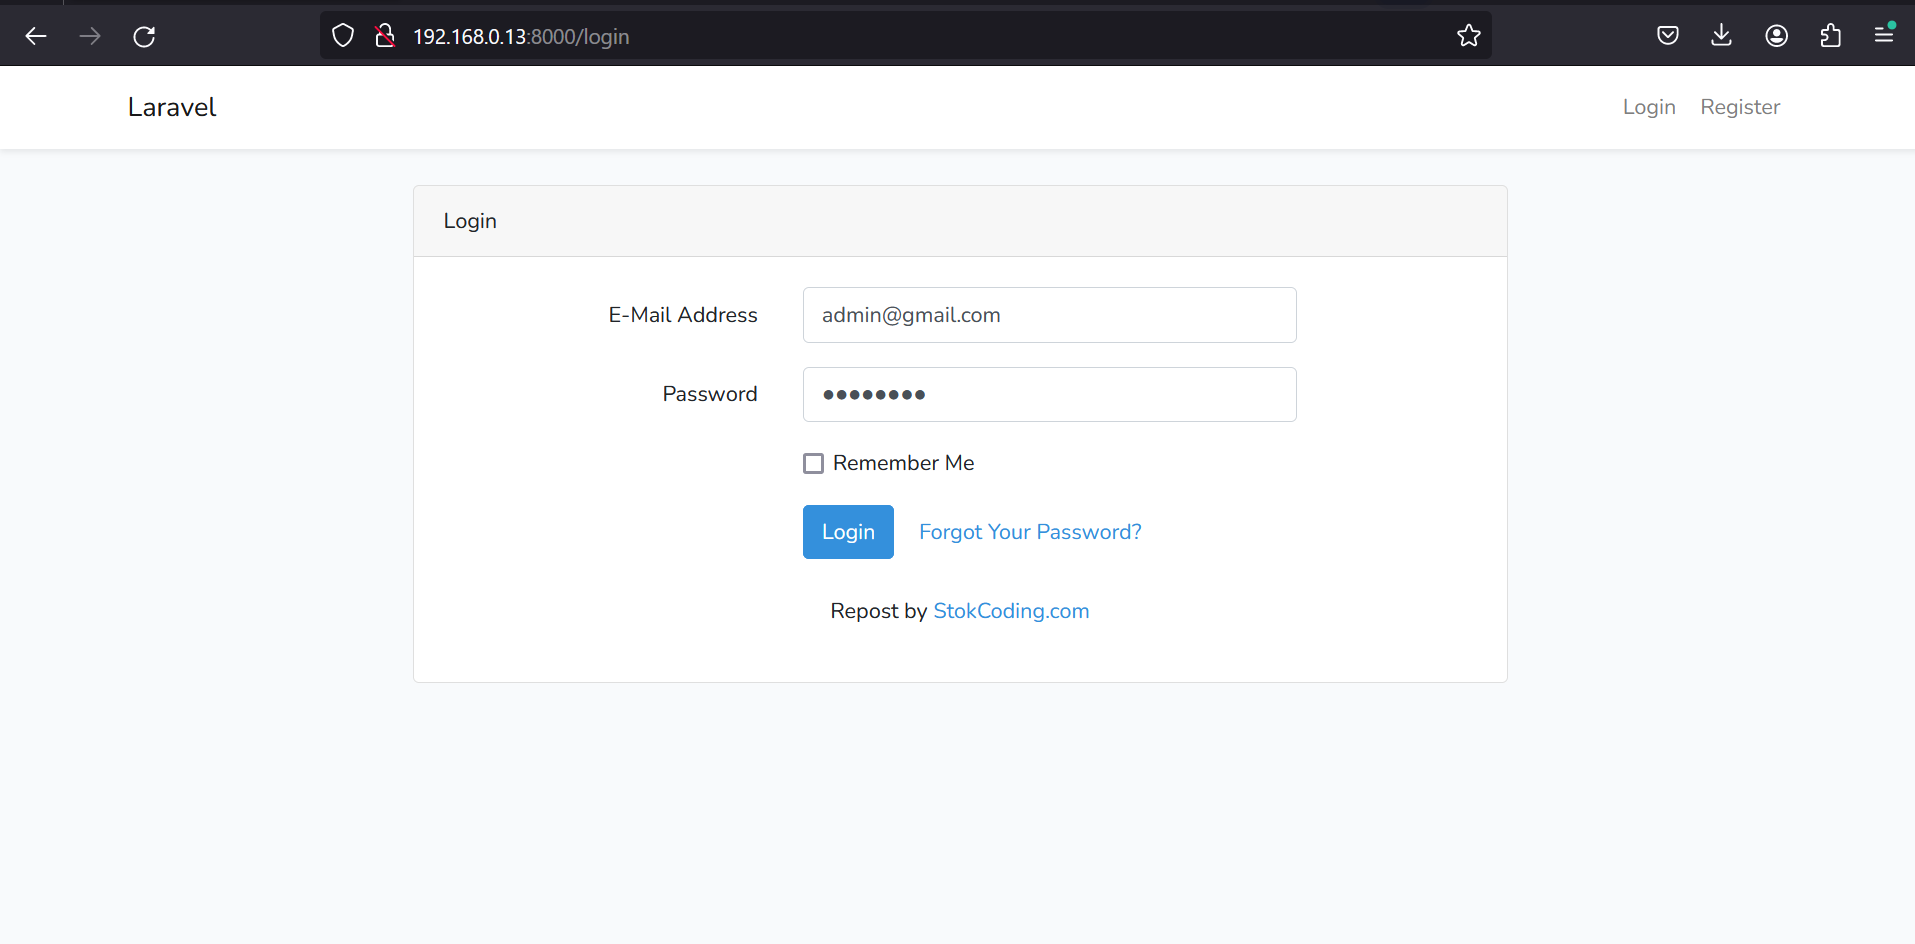 192.168.0.13:8000/login
Laravel
Login Register
Login
E-Mail Address admin@gmail.com
Password ●●●●●●●●
Remember Me
Login Forgot Your Password?
Repost by StokCoding.com